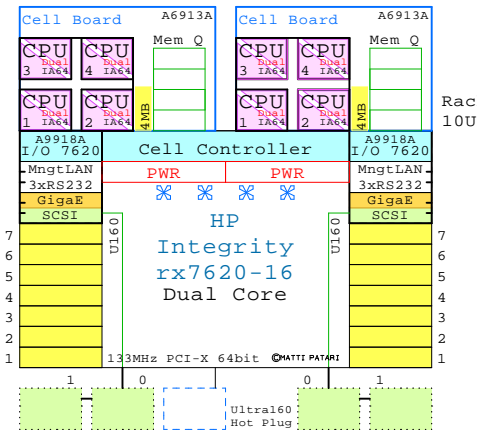 Cell Board A6913A Cell Board A6913A
Mem Q Mem Q
CPU CPU CPU CPU
Dual Dual Dual Dual
3 IA64 4 IA64 3 IA64 4 IA64
CPU CPU CPU CPU
Dual Dual Dual Dual
1 IA64 2 IA64 4MB 1 IA64 2 IA64 4MB
Rac
10U
A9918A A9918A
I/O 7620 Cell Controller I/O 7620
MngtLAN PWR PWR MngtLAN
3xRS232 3xRS232
GigaE GigaE
SCSI SCSI
U160 U160
HP
Integrity
rx7620-16
Dual Core
7 7
6 6
5 5
4 4
3 3
2 2
1 133MHz PCI-X 64bit ©MATTI PATARI 1
1 0 0 1
Ultra160
Hot Plug